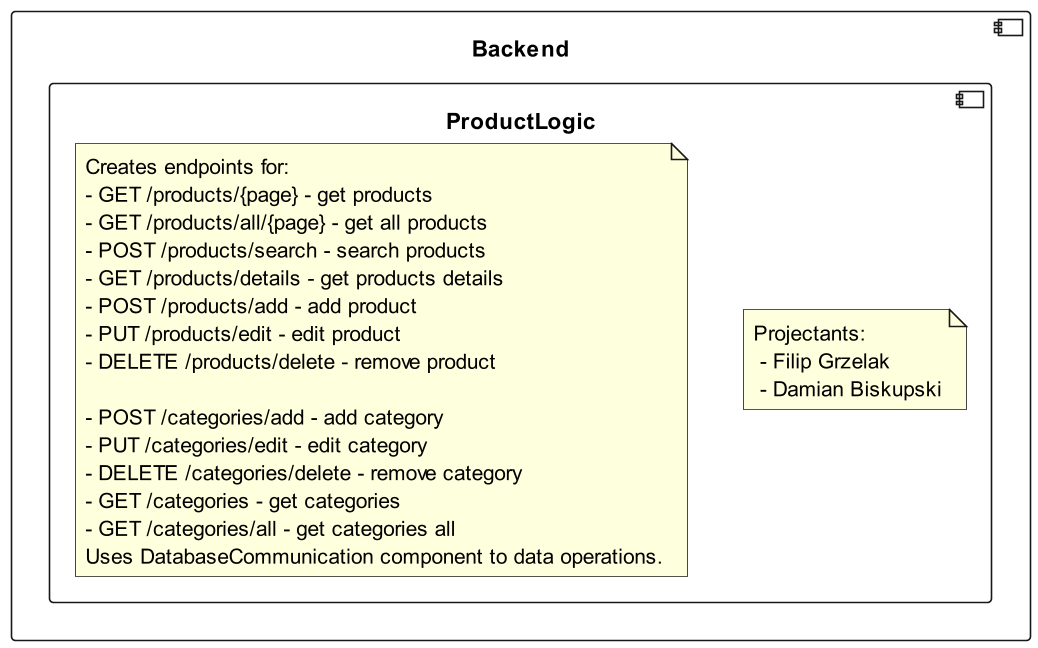 Backend
ProductLogic
Creates endpoints for:
- GET /products/{page} - get products
- GET /products/all/{page} - get all products
- POST /products/search - search products
- GET /products/details - get products details
- POST /products/add - add product
- PUT /products/edit - edit product
- DELETE /products/delete - remove product
- POST /categories/add - add category
- PUT /categories/edit - edit category
- DELETE /categories/delete - remove category
- GET /categories - get categories
- GET /categories/all - get categories all
Uses DatabaseCommunication component to data operations.
Projectants:
- Filip Grzelak
- Damian Biskupski